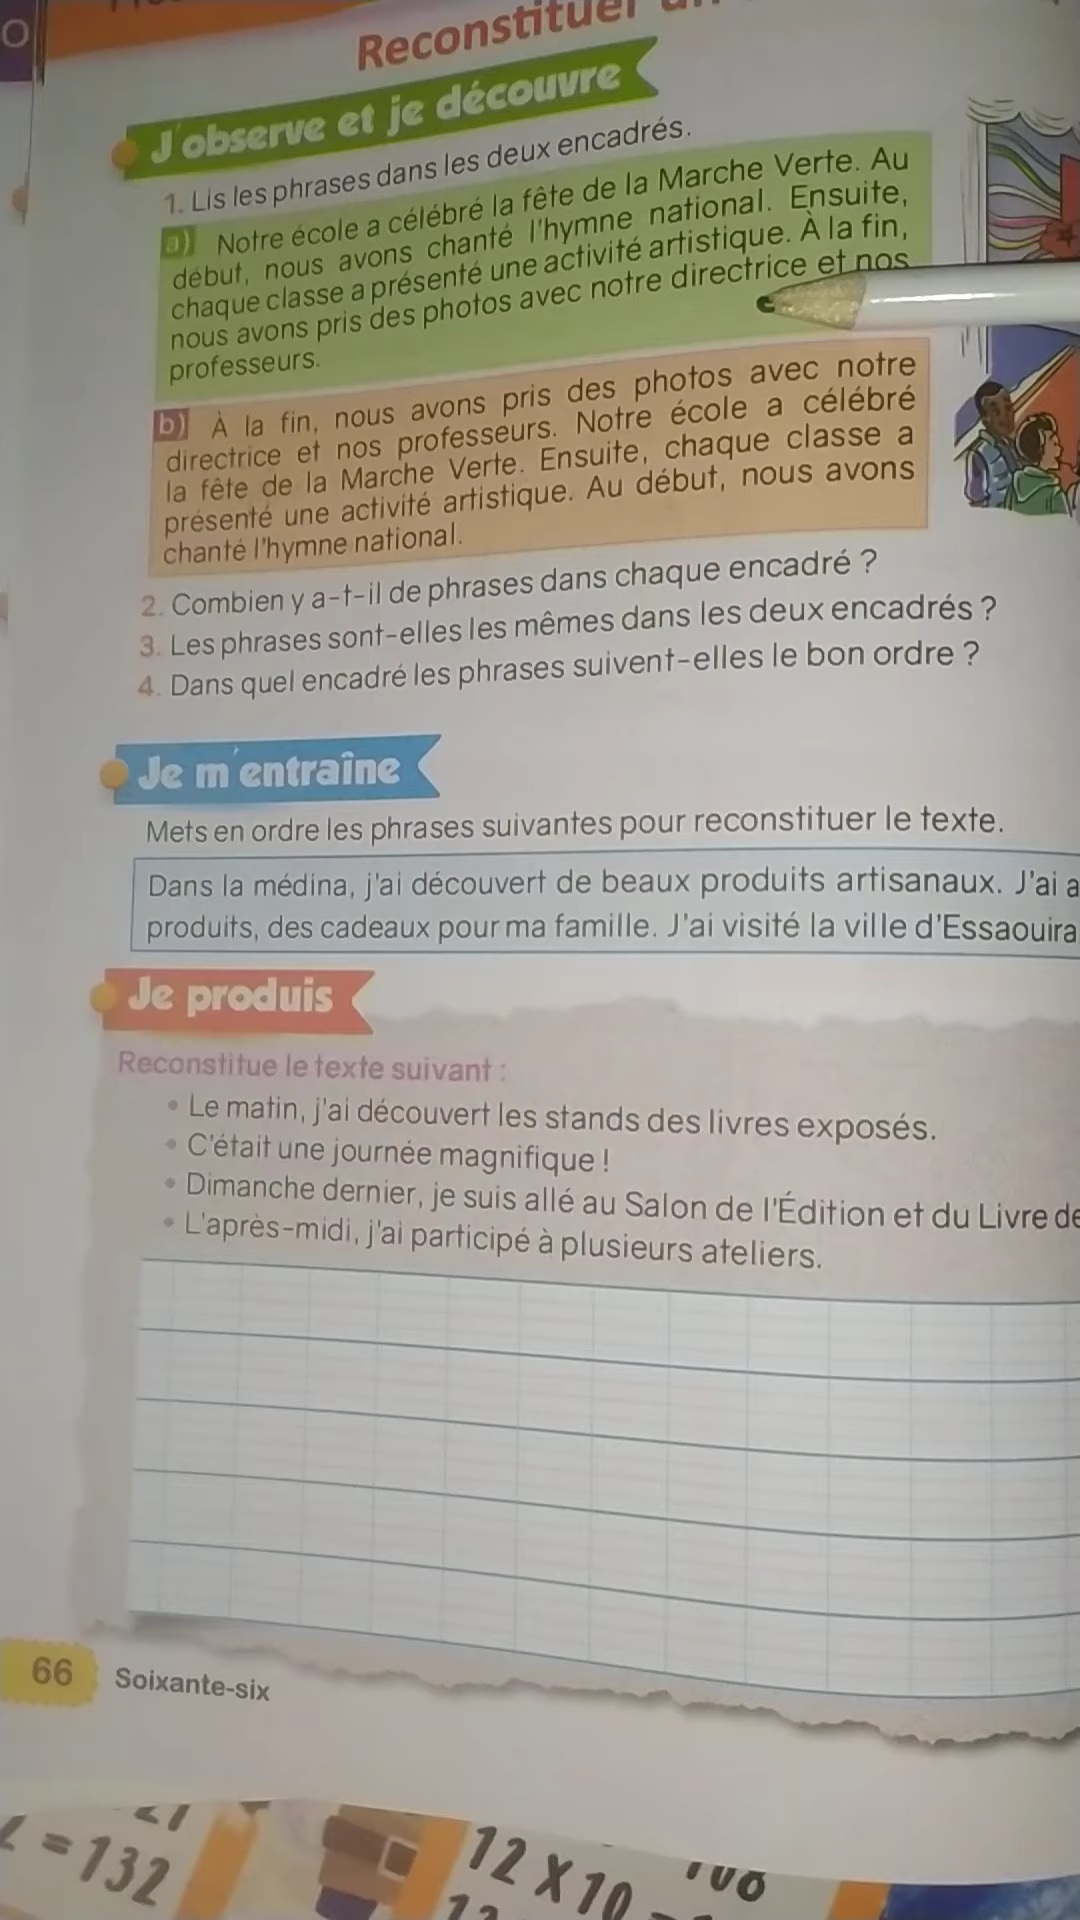 Reconstituer
J'observe et je découvre
1. Lis les phrases dans les deux encadrés.
a) Notre école a célébré la fête de la Marche Verte. Au
début, nous avons chanté l'hymne national. Ensuite,
chaque classe a présenté une activité artistique. À la fin,
nous avons pris des photos avec notre directrice et nos
professeurs.
b) À la fin, nous avons pris des photos avec notre
directrice et nos professeurs. Notre école a célébré
la fête de la Marche Verte. Ensuite, chaque classe a
présenté une activité artistique. Au début, nous avons
chanté l'hymne national.
2. Combien y a-t-il de phrases dans chaque encadré ?
3. Les phrases sont-elles les mêmes dans les deux encadrés ?
4. Dans quel encadré les phrases suivent-elles le bon ordre ?
Je m'entraîne
Mets en ordre les phrases suivantes pour reconstituer le texte.
Dans la médina, j'ai découvert de beaux produits artisanaux. J'ai a
produits, des cadeaux pour ma famille. J'ai visité la ville d'Essaouira
Je produis
Reconstitue le texte suivant :
• Le matin, j'ai découvert les stands des livres exposés.
• C'était une journée magnifique !
• Dimanche dernier, je suis allé au Salon de l'Édition et du Livre de
• L'après-midi, j'ai participé à plusieurs ateliers.
66 Soixante-six
= 132
12 X 10